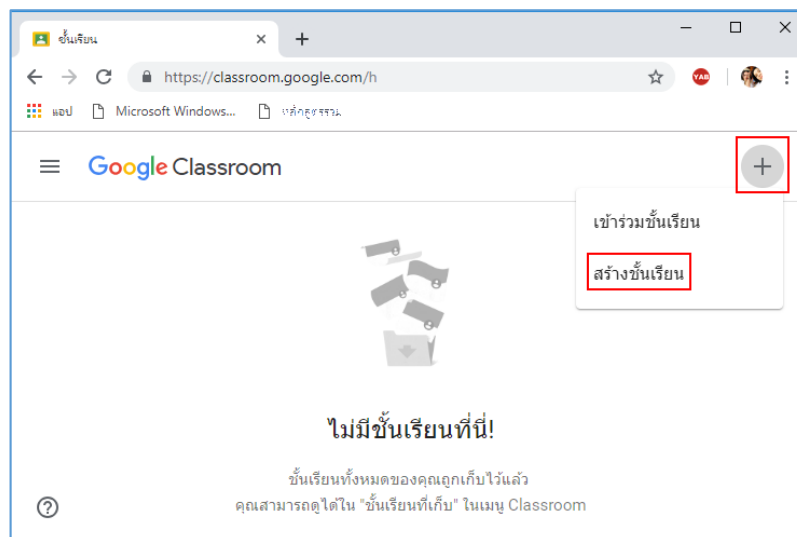 ชั้นเรียน
https://classroom.google.com/h
YAB
แอป Microsoft Windows...
Google Classroom
เข้าร่วมชั้นเรียน
สร้างชั้นเรียน
ไม่มีชั้นเรียนที่นี่!
ชั้นเรียนทั้งหมดของคุณถูกเก็บไว้แล้ว
คุณสามารถดูได้ใน "ชั้นเรียนที่เก็บ" ในเมนู Classroom